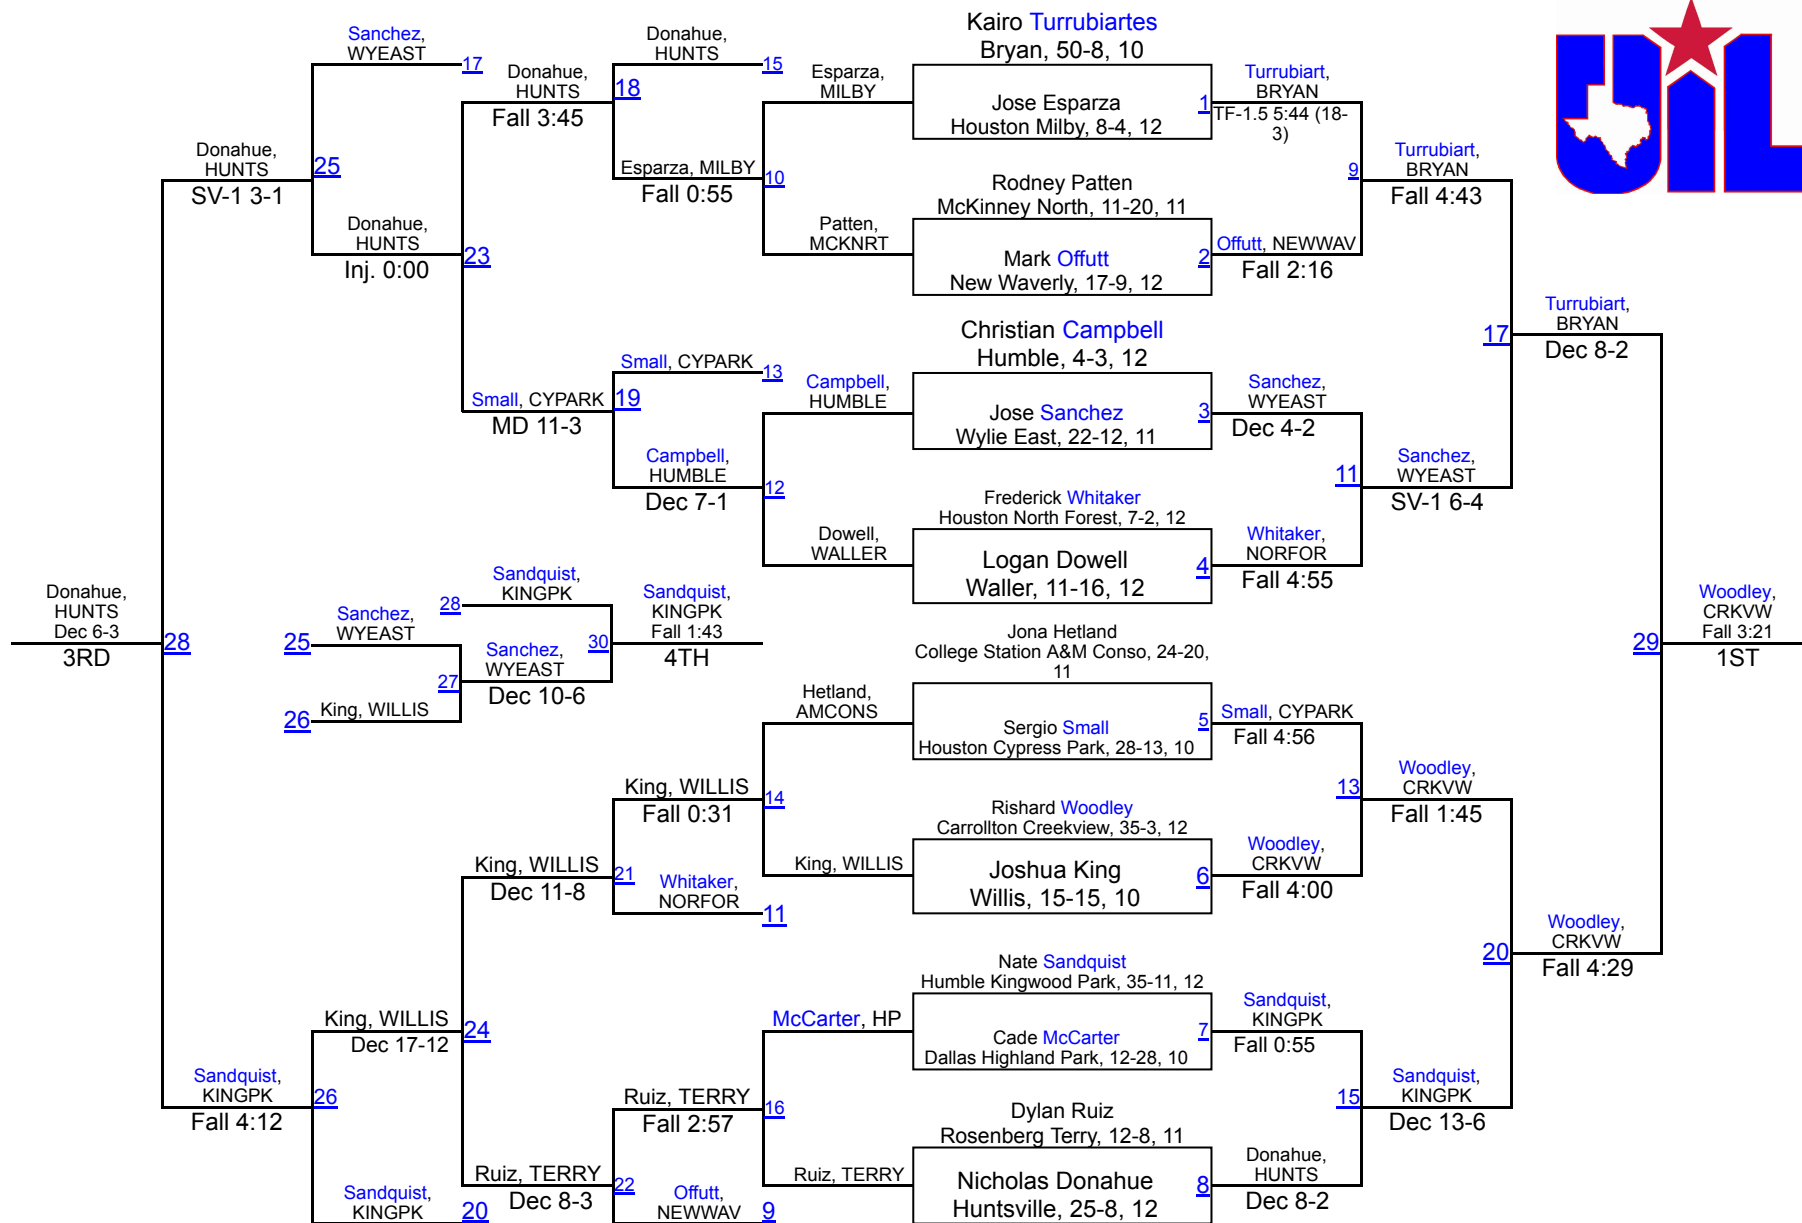 Sanchez,
WYEAST
17
Donahue,
HUNTS
15
Kairo Turrubiartes
Bryan, 50-8, 10
UIL
Donahue,
HUNTS
18
Fall 3:45
Esparza,
MILBY
Jose Esparza
Houston Milby, 8-4, 12
1
Turrubiart,
BRYAN
TF-1.5 5:44 (18-
3)
Donahue,
HUNTS
25
SV-1 3-1
Esparza, MILBY
10
Fall 0:55
Rodney Patten
McKinney North, 11-20, 11
9
Turrubiart,
BRYAN
Fall 4:43
Donahue,
HUNTS
23
Inj. 0:00
Patten,
MCKNRT
Mark Offutt
New Waverly, 17-9, 12
2
Offutt, NEWWAV
Fall 2:16
Christian Campbell
Humble, 4-3, 12
17
Turrubiart,
BRYAN
Dec 8-2
Small, CYPARK
13
Small, CYPARK
19
MD 11-3
Campbell,
HUMBLE
Jose Sanchez
Wylie East, 22-12, 11
3
Sanchez,
WYEAST
Dec 4-2
Campbell,
HUMBLE
12
Dec 7-1
Frederick Whitaker
Houston North Forest, 7-2, 12
11
Sanchez,
WYEAST
SV-1 6-4
Dowell,
WALLER
Logan Dowell
Waller, 11-16, 12
4
Whitaker,
NORFOR
Fall 4:55
Donahue,
HUNTS
Dec 6-3
3RD
28
Sandquist,
KINGPK
28
Sanchez,
WYEAST
25
Sanchez,
WYEAST
27
Dec 10-6
26
King, WILLIS
30
Sandquist,
KINGPK
Fall 1:43
4TH
Jona Hetland
College Station A&M Conso, 24-20,
11
29
Woodley,
CRKVW
Fall 3:21
1ST
Hetland,
AMCONS
Sergio Small
Houston Cypress Park, 28-13, 10
5
Small, CYPARK
Fall 4:56
King, WILLIS
14
Fall 0:31
Rishard Woodley
Carrollton Creekview, 35-3, 12
13
Woodley,
CRKVW
Fall 1:45
King, WILLIS
21
Dec 11-8
Whitaker,
NORFOR
11
King, WILLIS
Joshua King
Willis, 15-15, 10
6
Woodley,
CRKVW
Fall 4:00
Nate Sandquist
Humble Kingwood Park, 35-11, 12
20
Woodley,
CRKVW
Fall 4:29
King, WILLIS
24
Dec 17-12
McCarter, HP
Cade McCarter
Dallas Highland Park, 12-28, 10
7
Sandquist,
KINGPK
Fall 0:55
Sandquist,
KINGPK
26
Fall 4:12
Ruiz, TERRY
16
Fall 2:57
Dylan Ruiz
Rosenberg Terry, 12-8, 11
15
Sandquist,
KINGPK
Dec 13-6
Sandquist,
KINGPK
20
Ruiz, TERRY
22
Dec 8-3
Offutt,
NEWWAV
9
Ruiz, TERRY
Nicholas Donahue
Huntsville, 25-8, 12
8
Donahue,
HUNTS
Dec 8-2